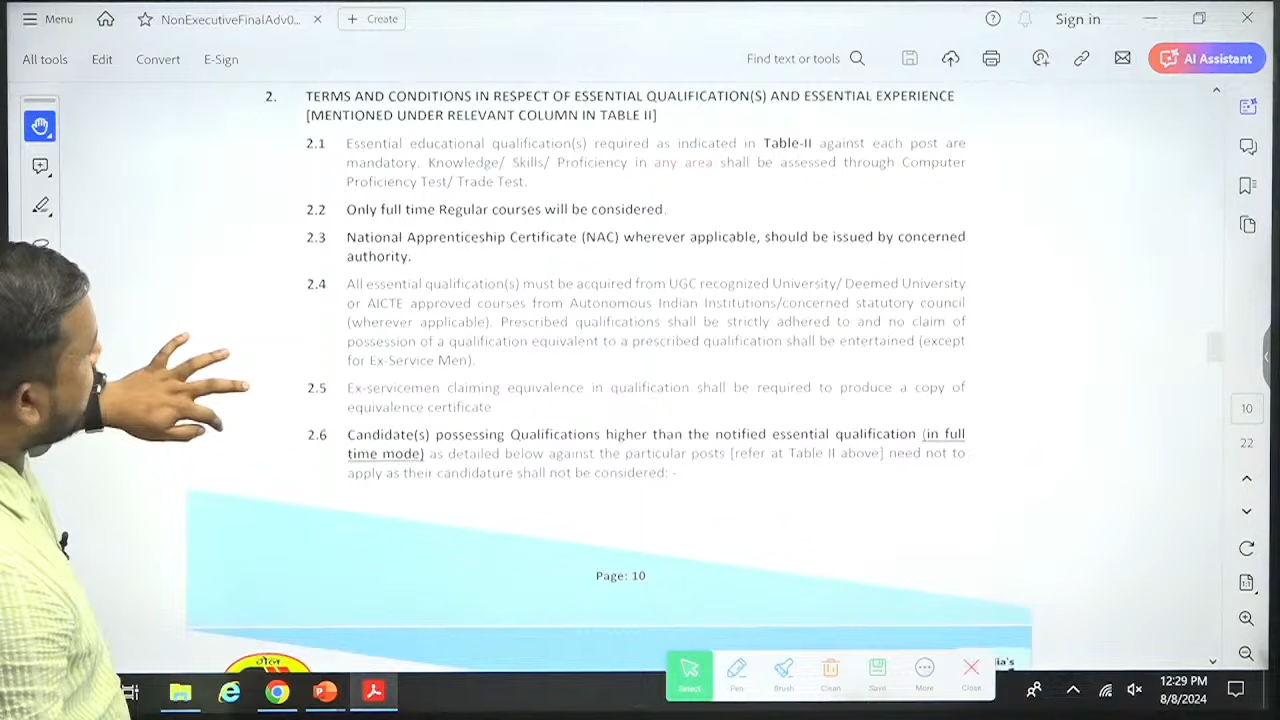 Menu
NonExecutiveFinalAdv0...
Create
Sign in
All tools
Edit
Convert
E-Sign
Find text or tools
AI Assistant
2. TERMS AND CONDITIONS IN RESPECT OF ESSENTIAL QUALIFICATION(S) AND ESSENTIAL EXPERIENCE
[MENTIONED UNDER RELEVANT COLUMN IN TABLE II]
2.1 Essential educational qualification(s) required as indicated in Table-II against each post are
mandatory. Knowledge/ Skills/ Proficiency in any area shall be assessed through Computer
Proficiency Test/ Trade Test.
2.2 Only full time Regular courses will be considered.
2.3 National Apprenticeship Certificate (NAC) wherever applicable, should be issued by concerned
authority.
2.4 All essential qualification(s) must be acquired from UGC recognized University/ Deemed University
or AICTE approved courses from Autonomous Indian Institutions/concerned statutory council
(wherever applicable). Prescribed qualifications shall be strictly adhered to and no claim of
possession of a qualification equivalent to a prescribed qualification shall be entertained (except
for Ex-Service Men).
2.5 Ex-servicemen claiming equivalence in qualification shall be required to produce a copy of
equivalence certificate
2.6 Candidate(s) possessing Qualifications higher than the notified essential qualification (in full
time mode) as detailed below against the particular posts [refer at Table II above] need not to
apply as their candidature shall not be considered: -
10
22
Page: 10
गेल
ia's
Select
Pen
Brush
Clean
Save
More
Close
12:29 PM
8/8/2024